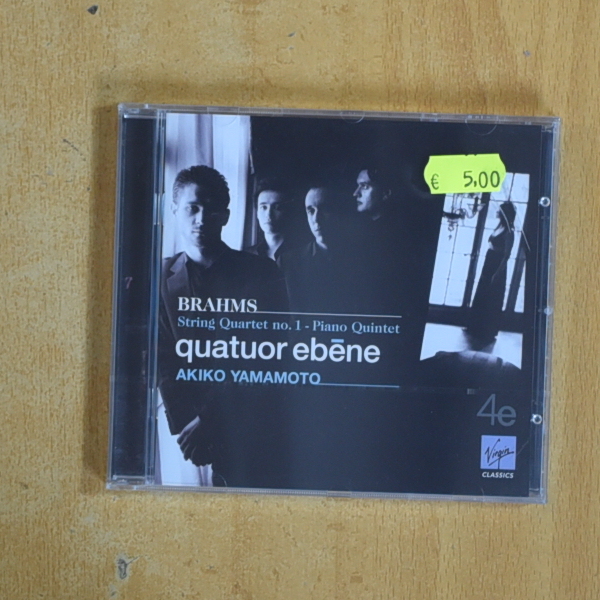 € 5,00
BRAHMS
String Quartet no. 1 - Piano Quintet
quatuor ebēne
AKIKO YAMAMOTO
4e
Virgin
CLASSICS